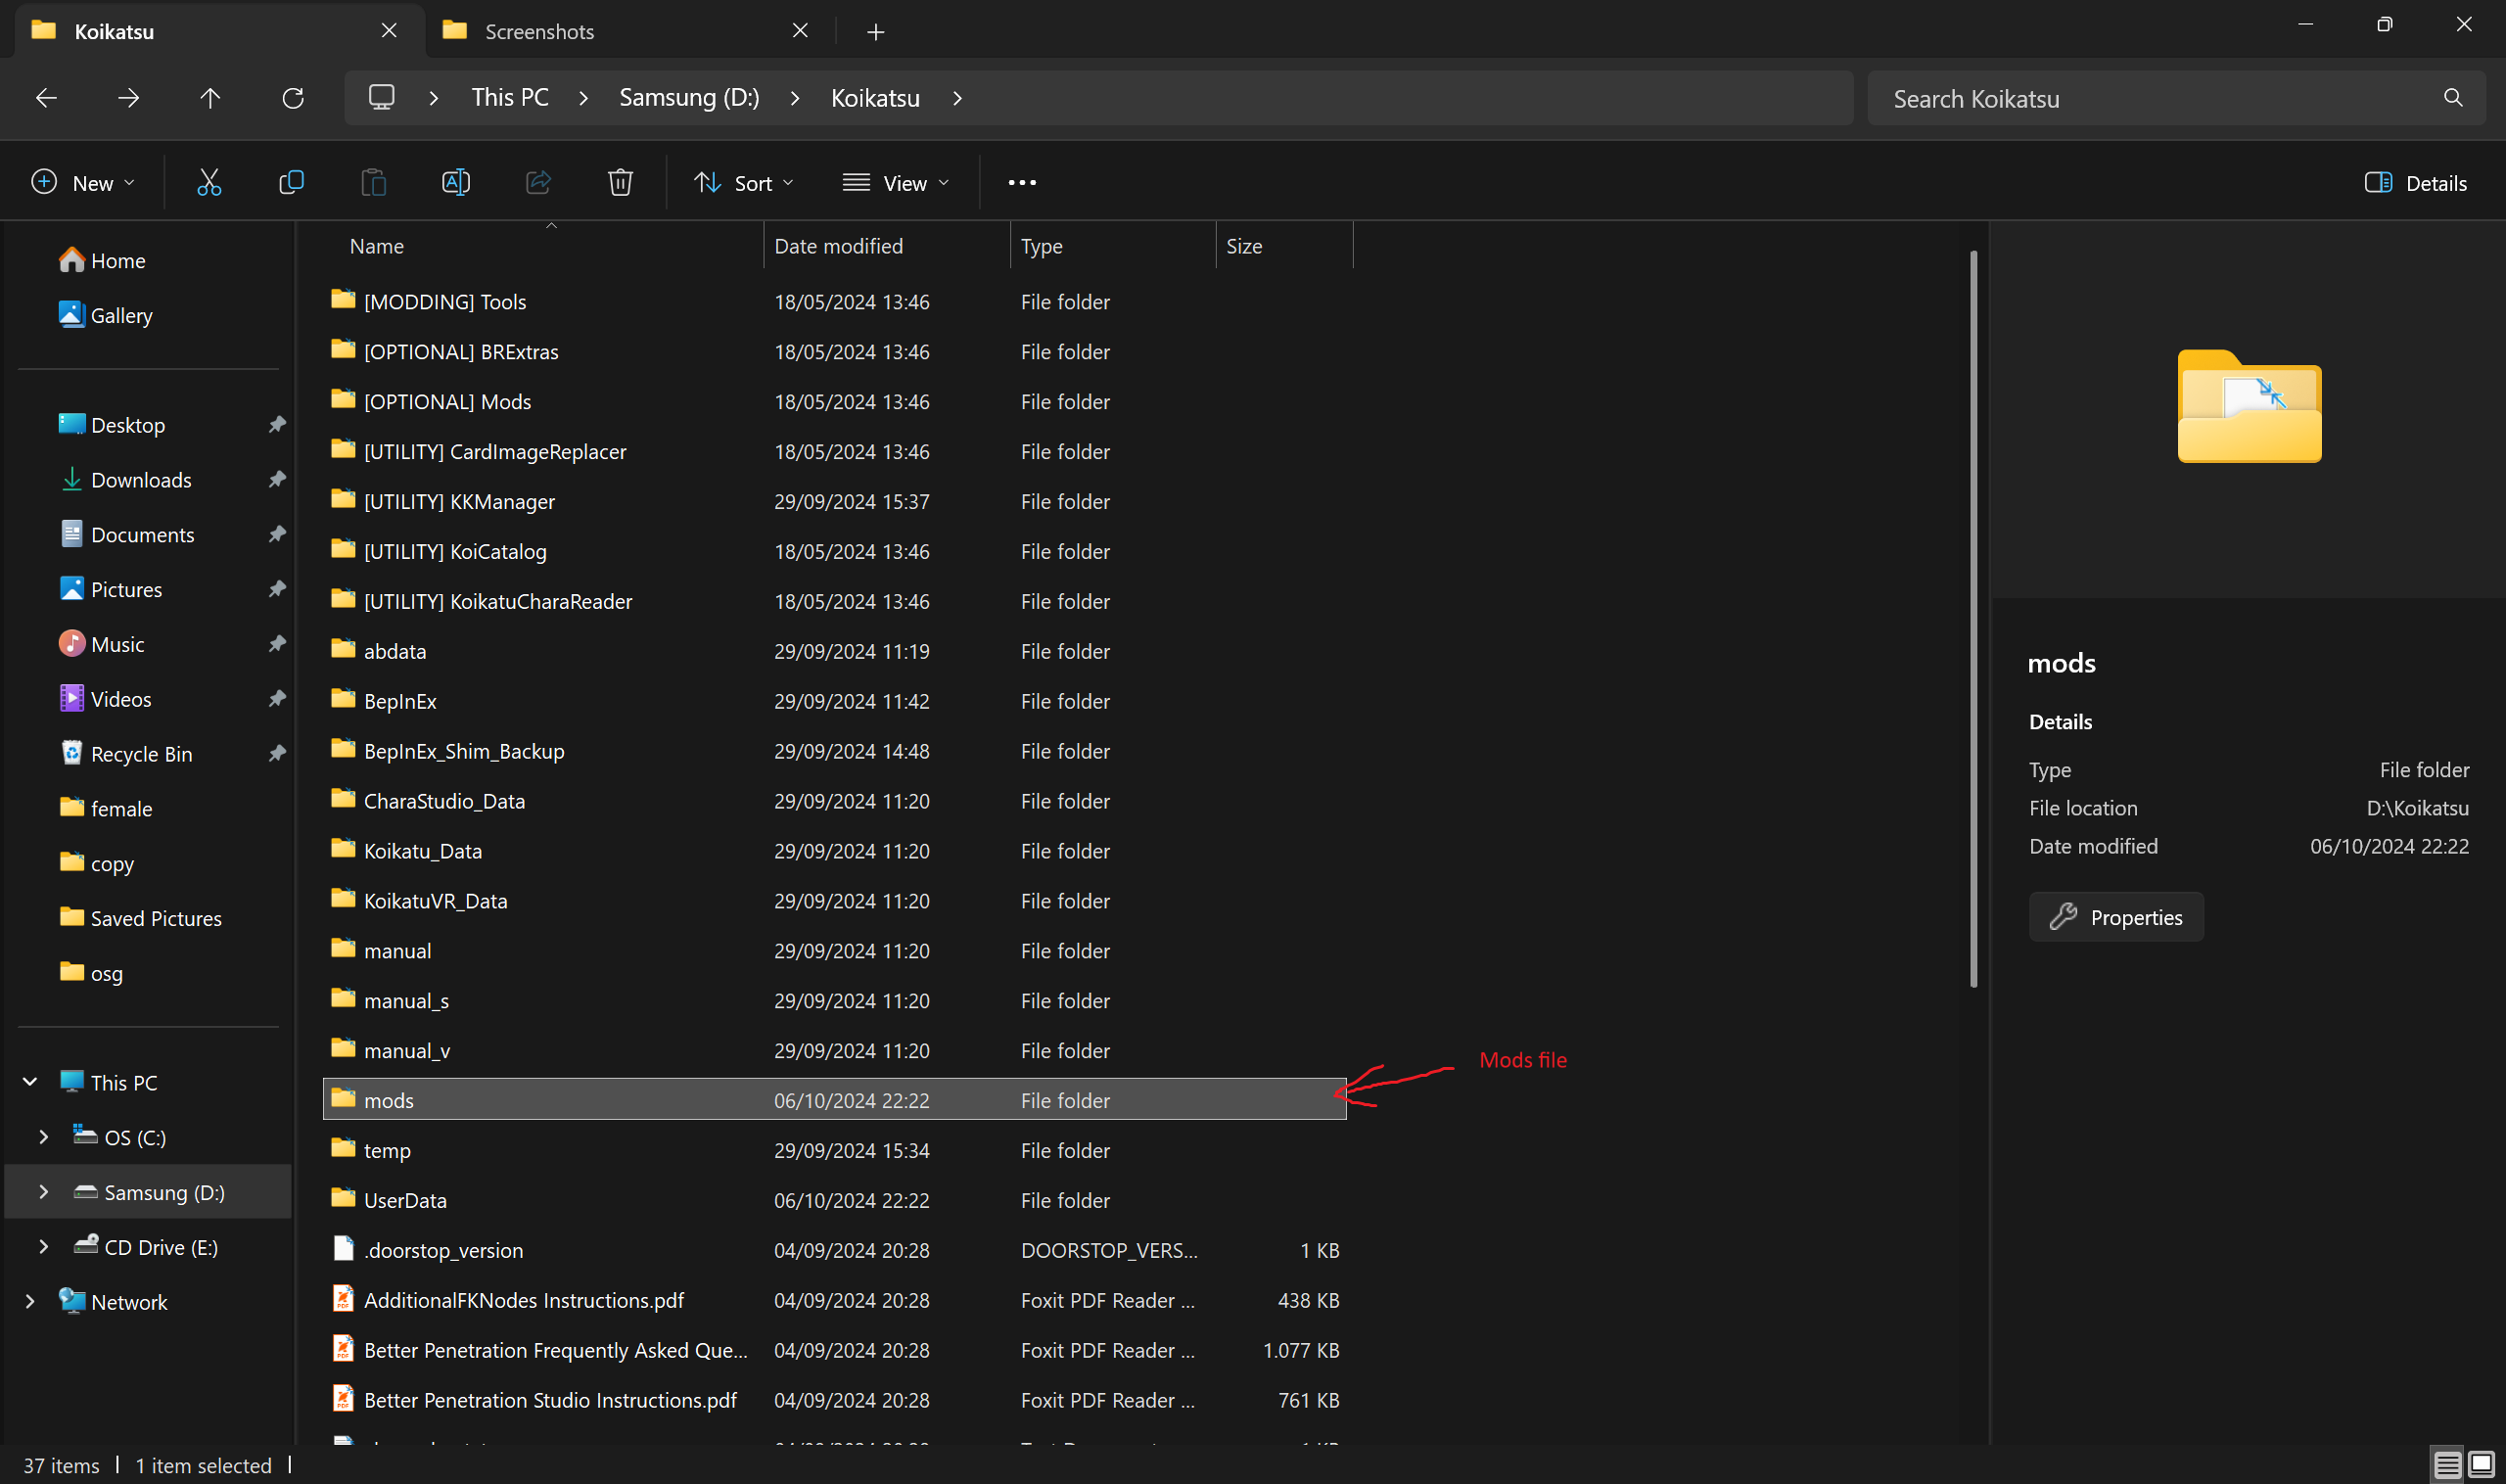 Koikatsu
Screenshots
This PC
Samsung (D:)
Koikatsu
Search Koikatsu
New
Sort
View
Details
Home
Gallery
Desktop
Downloads
Documents
Pictures
Music
Videos
Recycle Bin
female
copy
Saved Pictures
osg
This PC
OS (C:)
Samsung (D:)
CD Drive (E:)
Network
Name Date modified Type Size
[MODDING] Tools 18/05/2024 13:46 File folder
[OPTIONAL] BRExtras 18/05/2024 13:46 File folder
[OPTIONAL] Mods 18/05/2024 13:46 File folder
[UTILITY] CardImageReplacer 18/05/2024 13:46 File folder
[UTILITY] KKManager 29/09/2024 15:37 File folder
[UTILITY] KoiCatalog 18/05/2024 13:46 File folder
[UTILITY] KoikatuCharaReader 18/05/2024 13:46 File folder
abdata 29/09/2024 11:19 File folder
BepInEx 29/09/2024 11:42 File folder
BepInEx_Shim_Backup 29/09/2024 14:48 File folder
CharaStudio_Data 29/09/2024 11:20 File folder
Koikatu_Data 29/09/2024 11:20 File folder
KoikatuVR_Data 29/09/2024 11:20 File folder
manual 29/09/2024 11:20 File folder
manual_s 29/09/2024 11:20 File folder
manual_v 29/09/2024 11:20 File folder
mods 06/10/2024 22:22 File folder
Mods file
temp 29/09/2024 15:34 File folder
UserData 06/10/2024 22:22 File folder
.doorstop_version 04/09/2024 20:28 DOORSTOP_VERS... 1 KB
AdditionalFKNodes Instructions.pdf 04/09/2024 20:28 Foxit PDF Reader ... 438 KB
Better Penetration Frequently Asked Que... 04/09/2024 20:28 Foxit PDF Reader ... 1.077 KB
Better Penetration Studio Instructions.pdf 04/09/2024 20:28 Foxit PDF Reader ... 761 KB
mods
Details
Type File folder
File location D:\Koikatsu
Date modified 06/10/2024 22:22
Properties
37 items
1 item selected